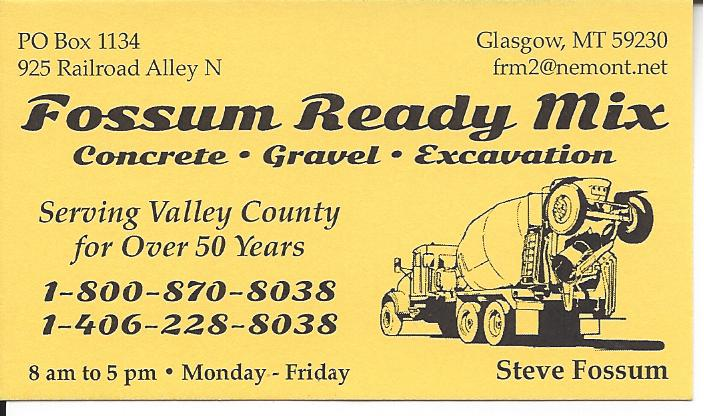 PO Box 1134
Glasgow, MT 59230
925 Railroad Alley N
frm2@nemont.net
Fossum Ready Mix
Concrete • Gravel • Excavation
Serving Valley County
for Over 50 Years
1-800-870-8038
1-406-228-8038
8 am to 5 pm • Monday - Friday
Steve Fossum